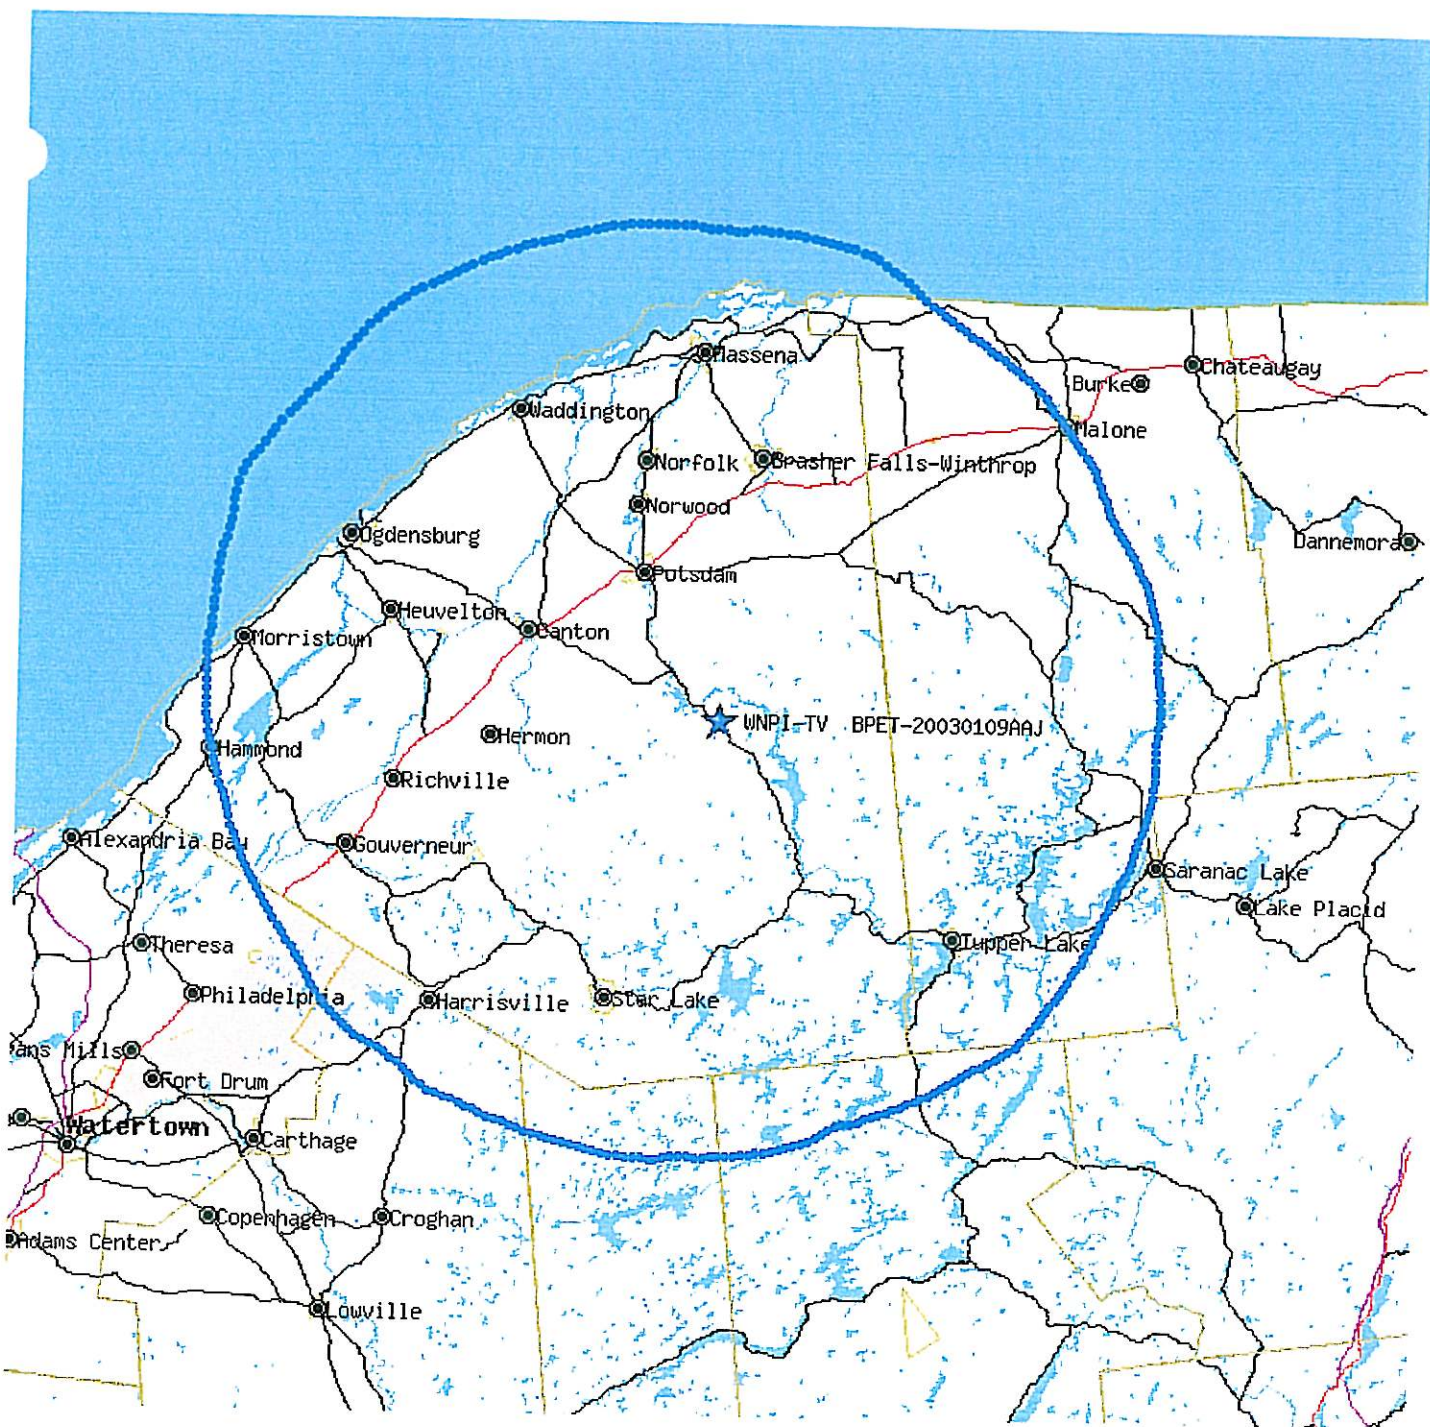 Massena
Chateaugay
Burke
Waddington
Malone
Norfolk
Brasher Falls-Winthrop
Norwood
Ogdensburg
Dannemora
Potsdam
Heuvelton
Canton
Morristown
WNPI-TV BPET-20030109AAJ
Hermon
Hammond
Richville
Alexandria Bay
Gouverneur
Saranac Lake
Lake Placid
Theresa
Tupper Lake
Philadelphia
Harrisville
Star Lake
Mills
Fort Drum
Watertown
Carthage
Copenhagen
Croghan
Adams Center
Lowville